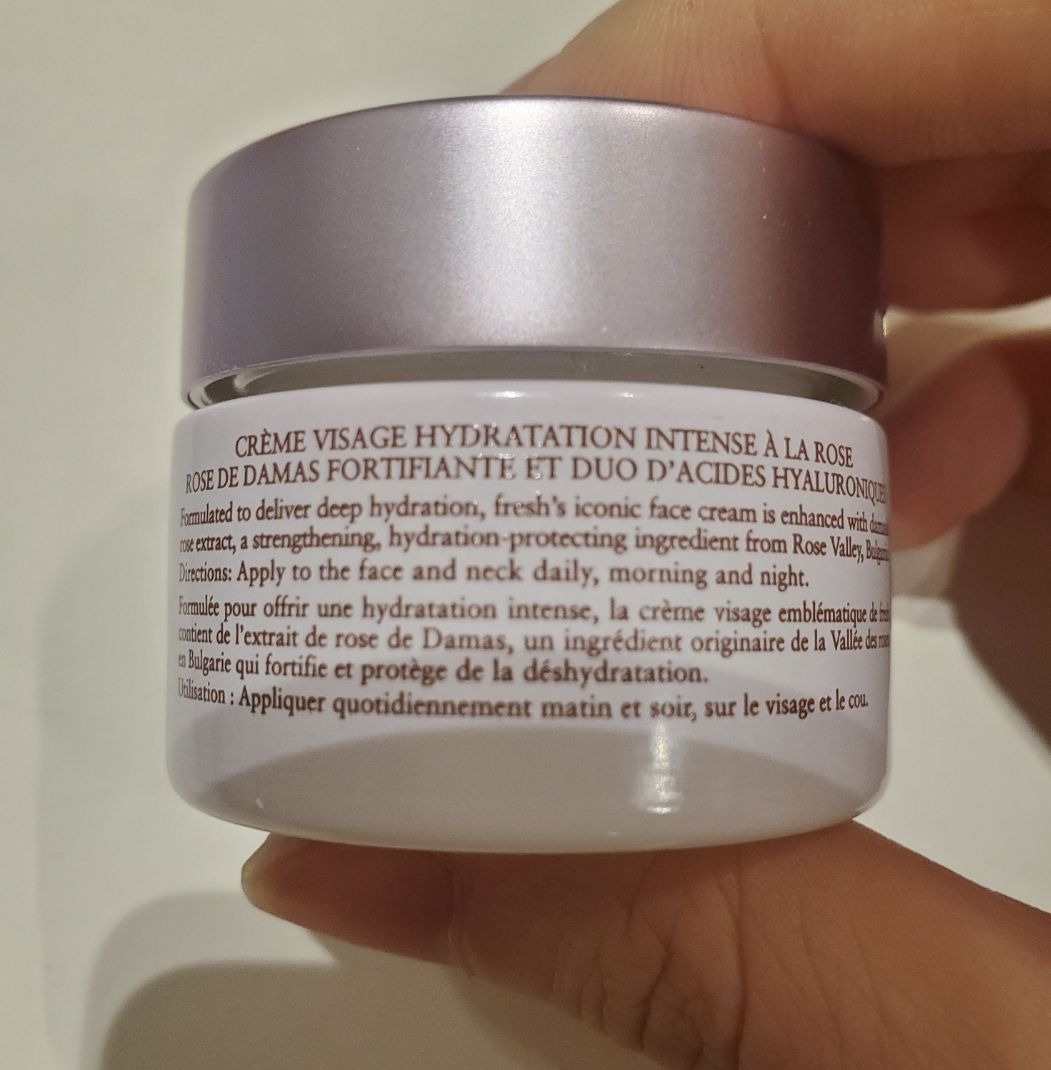 CRÈME VISAGE HYDRATATION INTENSE À LA ROSE
ROSE DE DAMAS FORTIFIANTE ET DUO D'ACIDES HYALURONIQUES
Formulated to deliver deep hydration, fresh's iconic face cream is enhanced with
rose extract, a strengthening, hydration-protecting ingredient from Rose Valley,
Directions: Apply to the face and neck daily, morning and night.
Formulée pour offrir une hydratation intense, la crème visage emblématique de
contient de l'extrait de rose de Damas, un ingrédient originaire de la Vallée des
en Bulgarie qui fortifie et protège de la déshydratation.
Utilisation : Appliquer quotidiennement matin et soir, sur le visage et le cou.